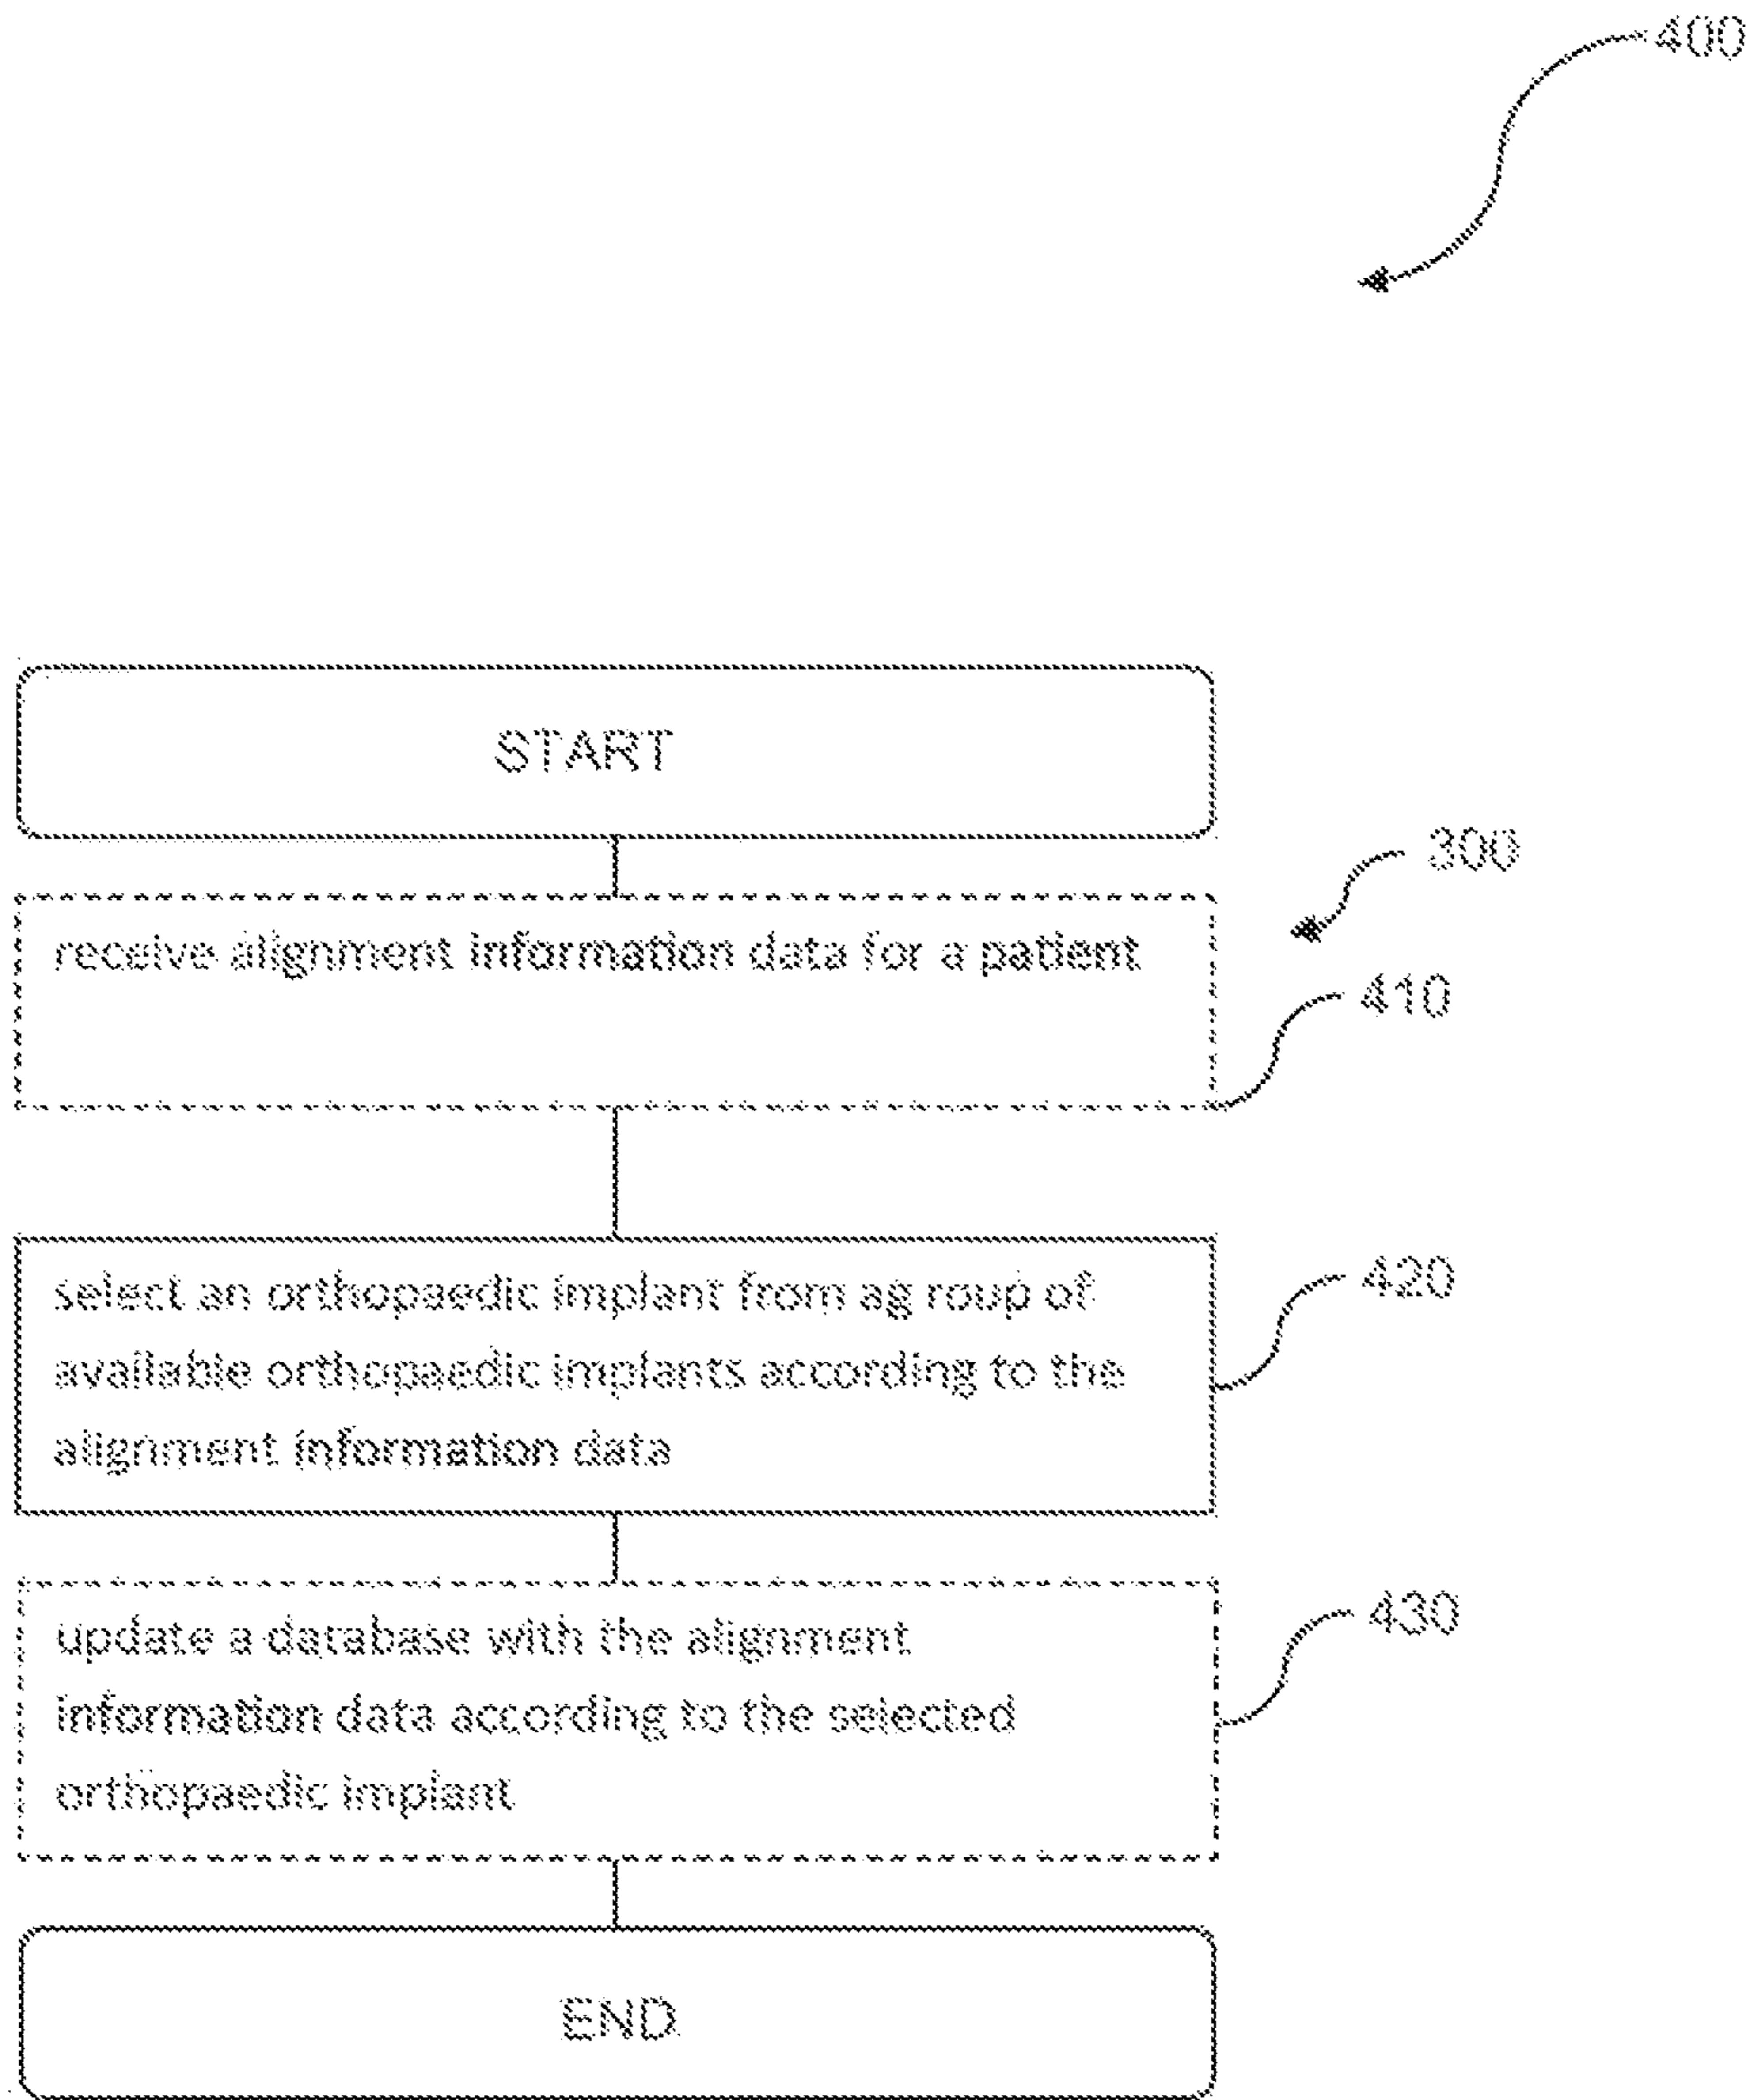 400
START
300
receive alignment information data for a patient
410
select an orthopaedic implant from ag roup of
available orthopaedic implants according to the
alignment information data
420
update a database with the alignment
information data according to the selected
orthopaedic implant
430
END